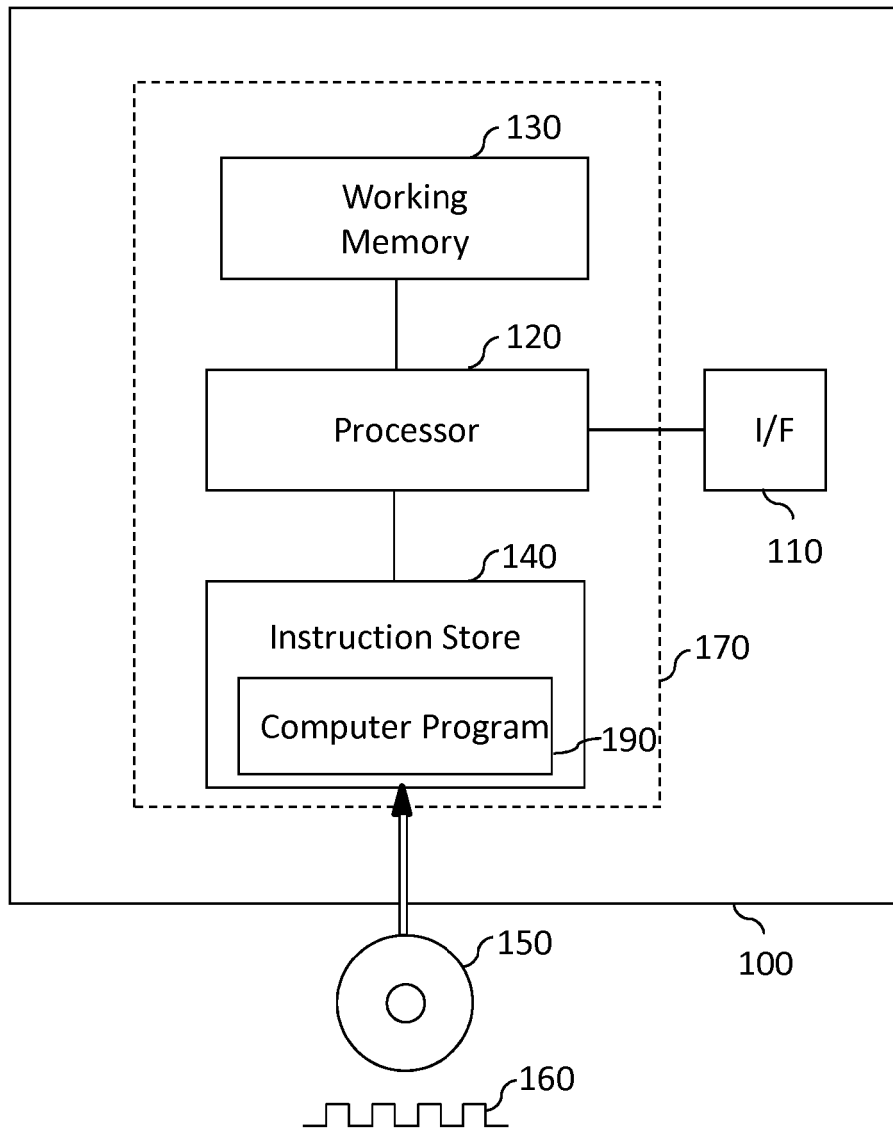 130
Working
Memory
120
Processor
I/F
110
140
Instruction Store
170
Computer Program
190
150
100
160